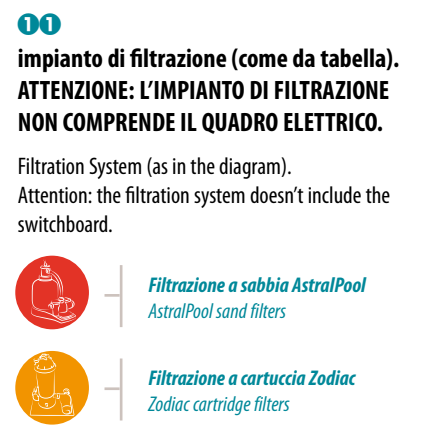 11
impianto di filtrazione (come da tabella).
ATTENZIONE: L'IMPIANTO DI FILTRAZIONE
NON COMPRENDE IL QUADRO ELETTRICO.
Filtration System (as in the diagram).
Attention: the filtration system doesn't include the
switchboard.
Filtrazione a sabbia AstralPool
AstralPool sand filters
Filtrazione a cartuccia Zodiac
Zodiac cartridge filters